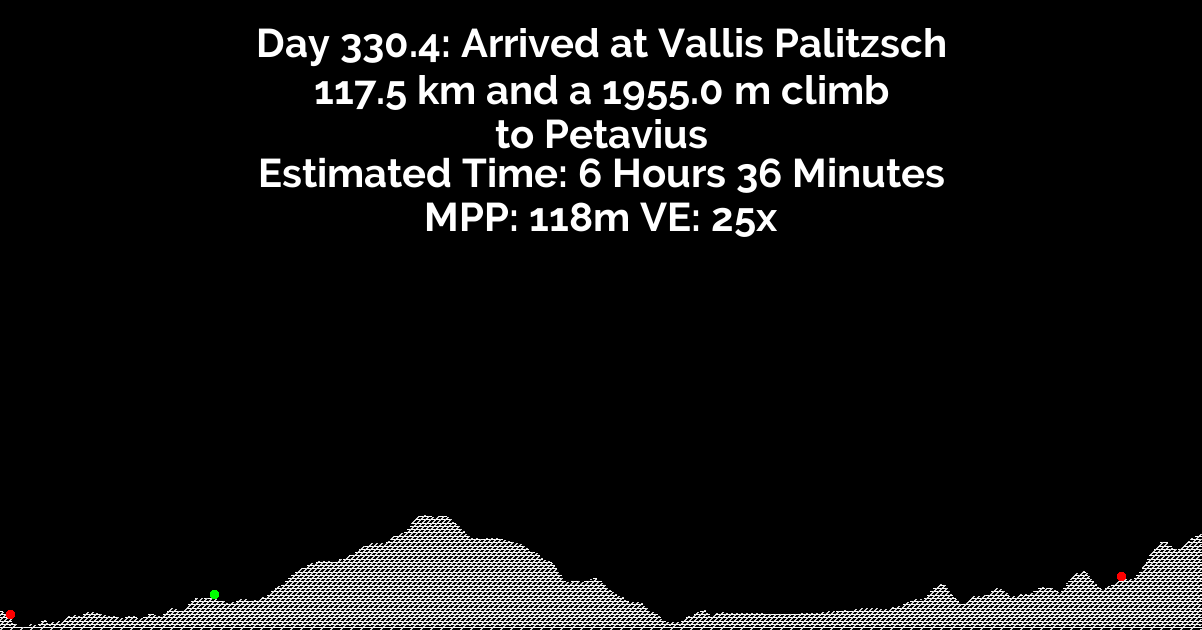 Day 330.4: Arrived at Vallis Palitzsch
117.5 km and a 1955.0 m climb
to Petavius
Estimated Time: 6 Hours 36 Minutes
MPP: 118m VE: 25x